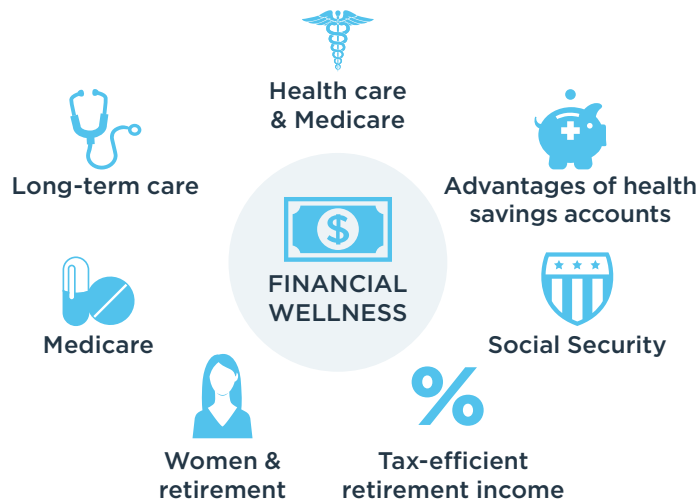 Health care
& Medicare
Long-term care
Advantages of health
savings accounts
$
FINANCIAL
WELLNESS
Medicare
Social Security
%
Women &
retirement
Tax-efficient
retirement income